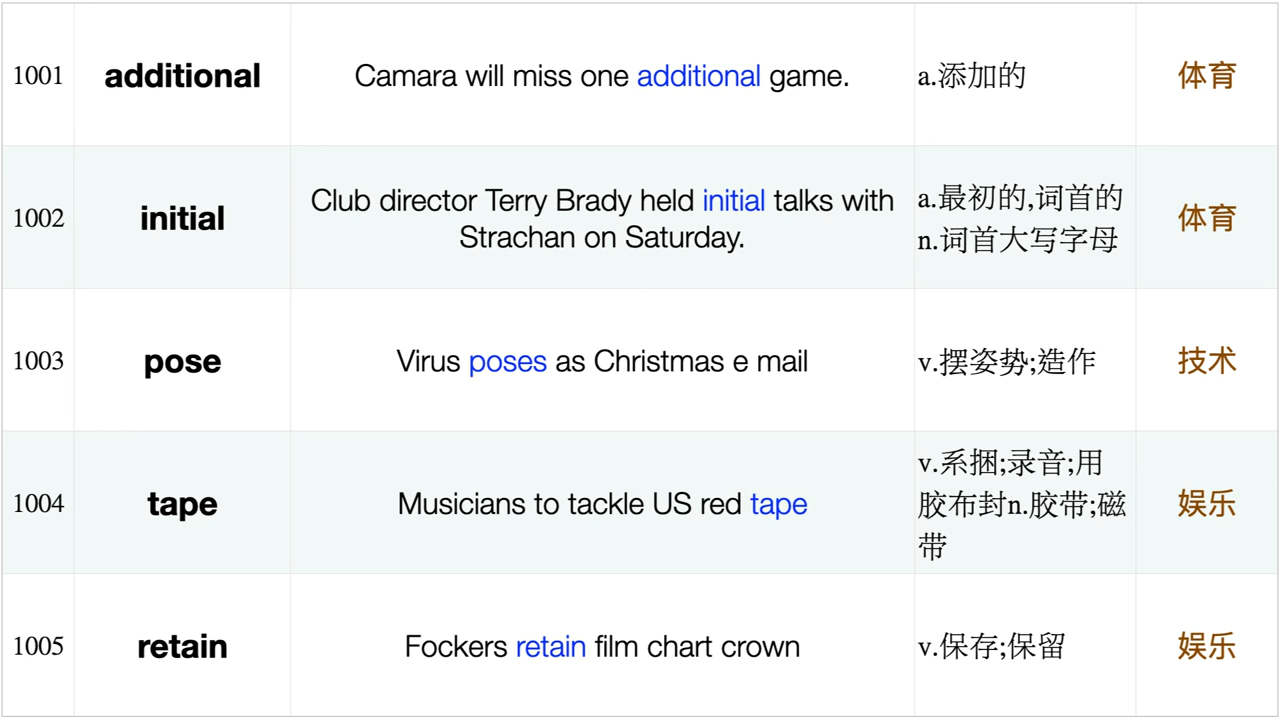 1001 additional Camara will miss one additional game. a.添加的 体育
1002 initial Club director Terry Brady held initial talks with Strachan on Saturday. a.最初的,词首的 n.词首大写字母 体育
1003 pose Virus poses as Christmas e mail v.摆姿势;造作 技术
1004 tape Musicians to tackle US red tape v.系捆;录音;用胶布封n.胶带;磁带 娱乐
1005 retain Fockers retain film chart crown v.保存;保留 娱乐